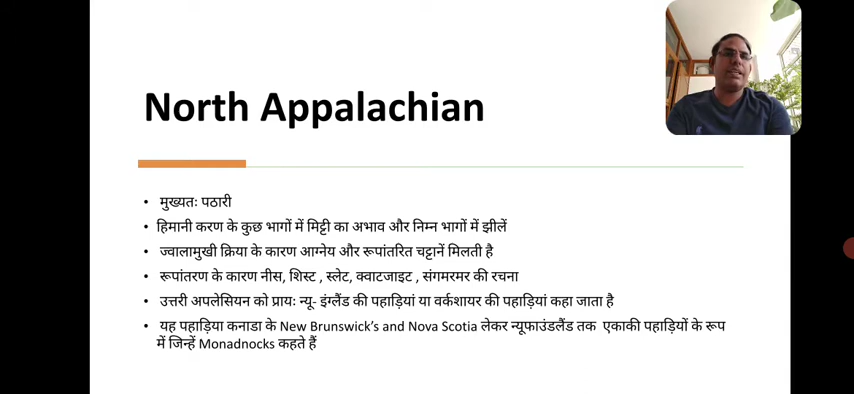 North Appalachian
• मुख्यतः पठारी
• हिमानी करण के कुछ भागों में मिट्टी का अभाव और निम्न भागों में झीलें
• ज्वालामुखी क्रिया के कारण आग्नेय और रूपांतरित चट्टानें मिलती है
• रूपांतरण के कारण नीस, शिस्ट , स्लेट, क्वाटजाइट , संगमरमर की रचना
• उत्तरी अपलेसियन को प्रायः न्यू- इंग्लैंड की पहाड़ियां या वर्कशायर की पहाड़ियां कहा जाता है
• यह पहाड़िया कनाडा के New Brunswick’s and Nova Scotia लेकर न्यूफाउंडलैंड तक एकाकी पहाड़ियों के रूप
में जिन्हें Monadnocks कहते हैं